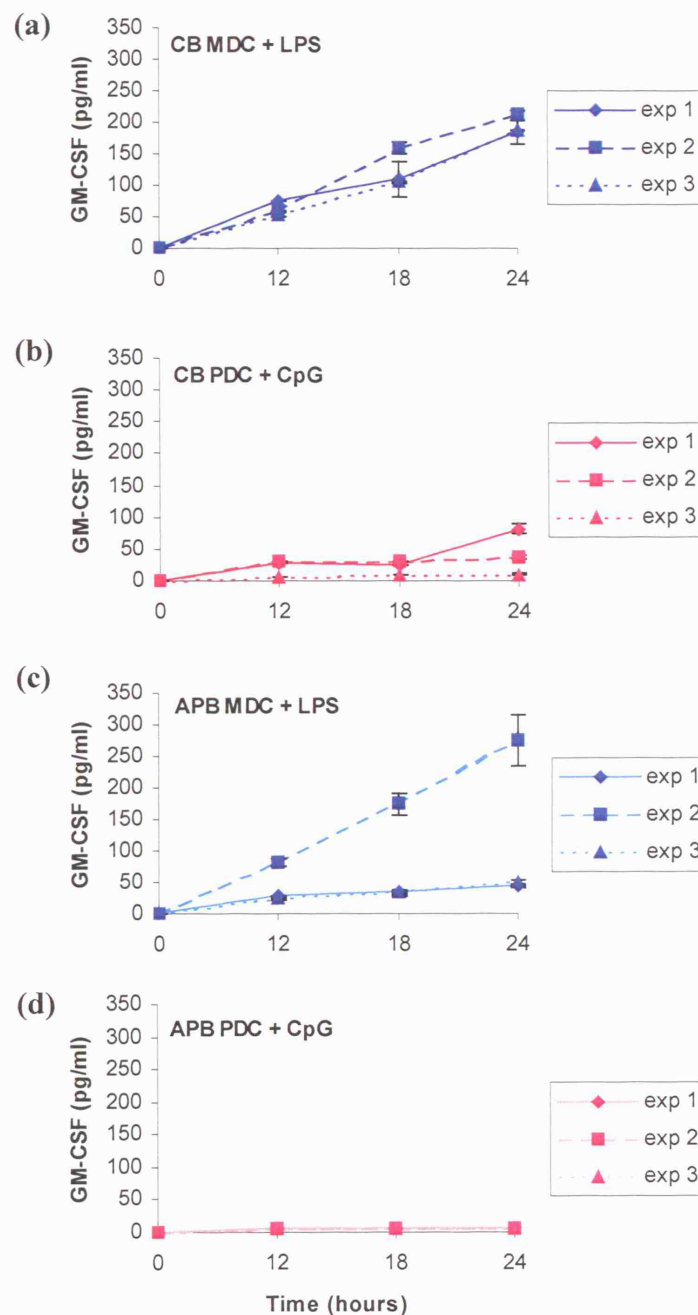 (a)
CB MDC + LPS
GM-CSF (pg/ml)
350
300
250
200
150
100
50
0
0 12 18 24
exp 1
exp 2
exp 3
(b)
CB PDC + CpG
GM-CSF (pg/ml)
350
300
250
200
150
100
50
0
0 12 18 24
exp 1
exp 2
exp 3
(c)
APB MDC + LPS
GM-CSF (pg/ml)
350
300
250
200
150
100
50
0
0 12 18 24
exp 1
exp 2
exp 3
(d)
APB PDC + CpG
GM-CSF (pg/ml)
350
300
250
200
150
100
50
0
0 12 18 24
Time (hours)
exp 1
exp 2
exp 3